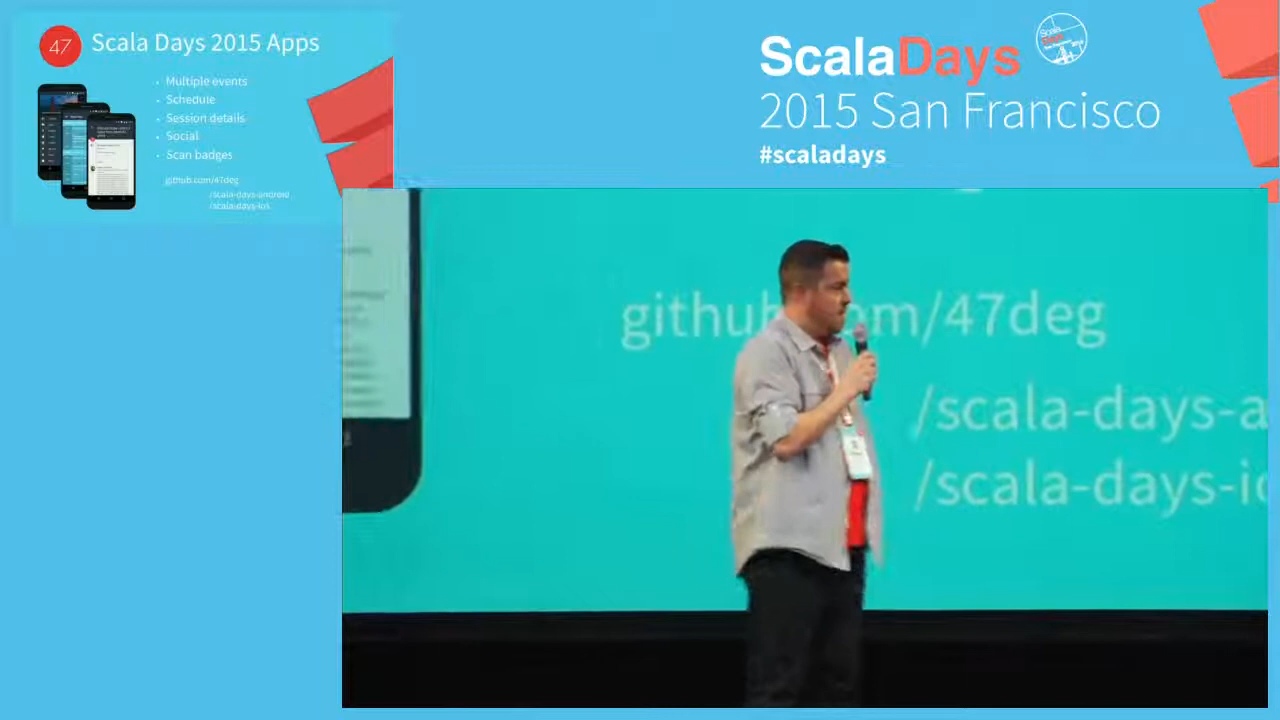 47
Scala Days 2015 Apps
• Multiple events
• Schedule
• Session details
• Social
• Scan badges
github.com/47deg
/scala-days-android
/scala-days-ios
ScalaDays
2015 San Francisco
#scaladays
github.com/47deg
/scala-days-a
/scala-days-io